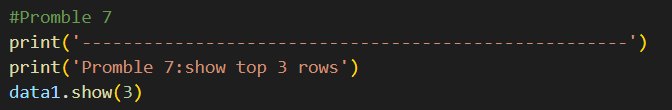 #Promble 7
print('-----------------------------------------------------')
print('Promble 7:show top 3 rows')
data1.show(3)